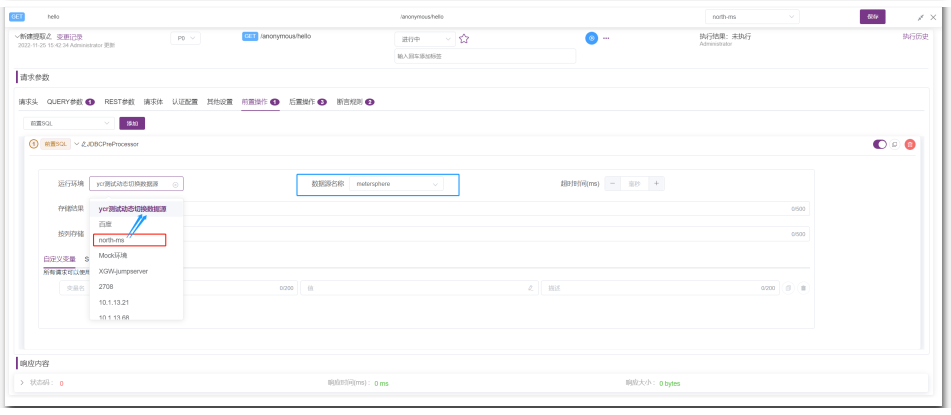 GET hello /anonymous/hello north-ms 保存
新建提取2 变更记录 P0 GET /anonymous/hello 进行中 执行结果：未执行 执行历史
2022-11-25 15:42:34 Administrator 更新 Administrator
输入回车添加标签
请求参数
请求头 QUERY参数 4 REST参数 请求体 认证配置 其他设置 前置操作 1 后置操作 3 断言规则 2
前置SQL 添加
1 前置SQL JDBCPreProcessor
运行环境 ycr测试动态切换数据源 数据源名称 metersphere 超时时间(ms) − 毫秒 +
存储结果 ycr测试动态切换数据源 0/500
百度
按列存储 north-ms 0/500
Mock环境
自定义变量 S
XGW-jumpserver
所有请求可以使用
变量名 2708 0/200 值 描述 0/200
10.1.13.21
10.1.13.68
响应内容
状态码： 0 响应时间(ms)： 0 ms 响应大小： 0 bytes